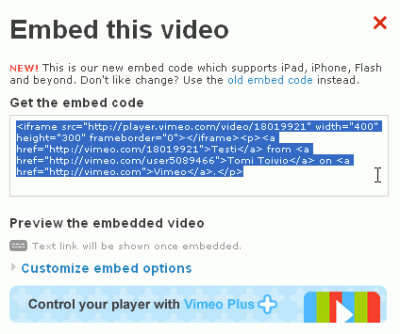 Embed this video
NEW! This is our new embed code which supports iPad, iPhone, Flash
and beyond. Don't like change? Use the old embed code instead.
Get the embed code
<iframe src="http://player.vimeo.com/video/18019921" width="400"
height="300" frameborder="0"></iframe><p><a
href="http://vimeo.com/18019921">Testi</a> from <a
href="http://vimeo.com/user5089466">Tomi Toivio</a> on <a
href="http://vimeo.com">Vimeo</a>.</p>
Preview the embedded video
Text link will be shown once embedded.
Customize embed options
Control your player with Vimeo Plus